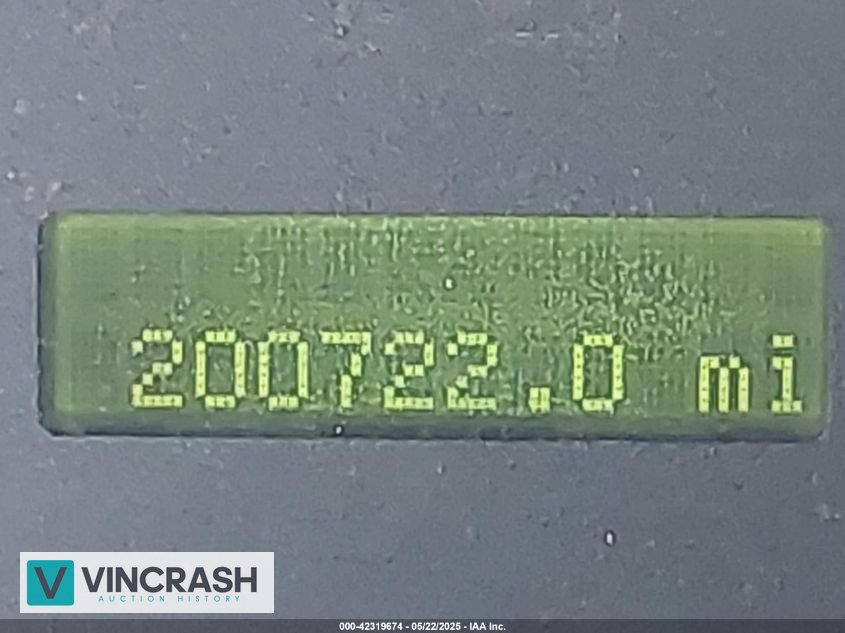 200722.0 mi
V VINCRASH
AUCTION HISTORY
000-42319674 - 05/22/2025 - IAA Inc.